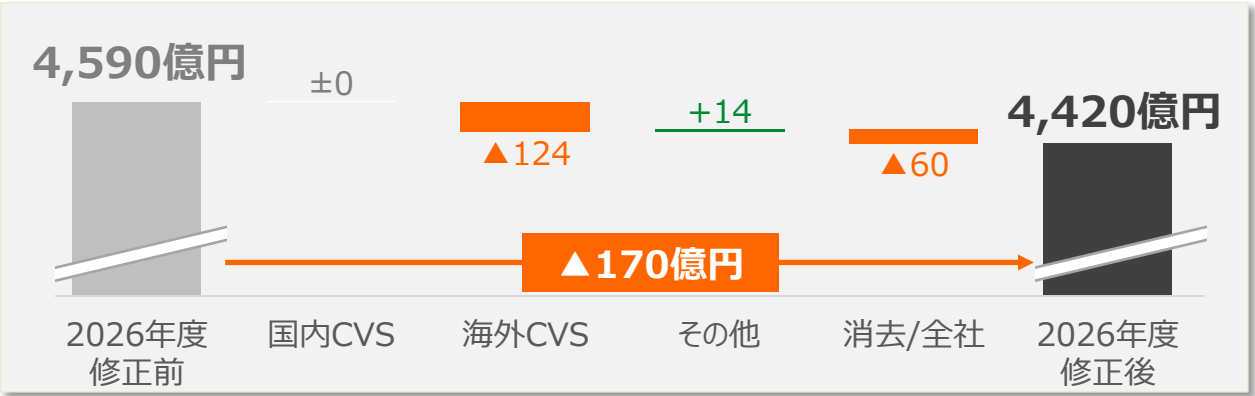 4,590億円
±0
▲124
+14
▲60
4,420億円
▲170億円
2026年度
修正前
国内CVS
海外CVS
その他
消去/全社
2026年度
修正後